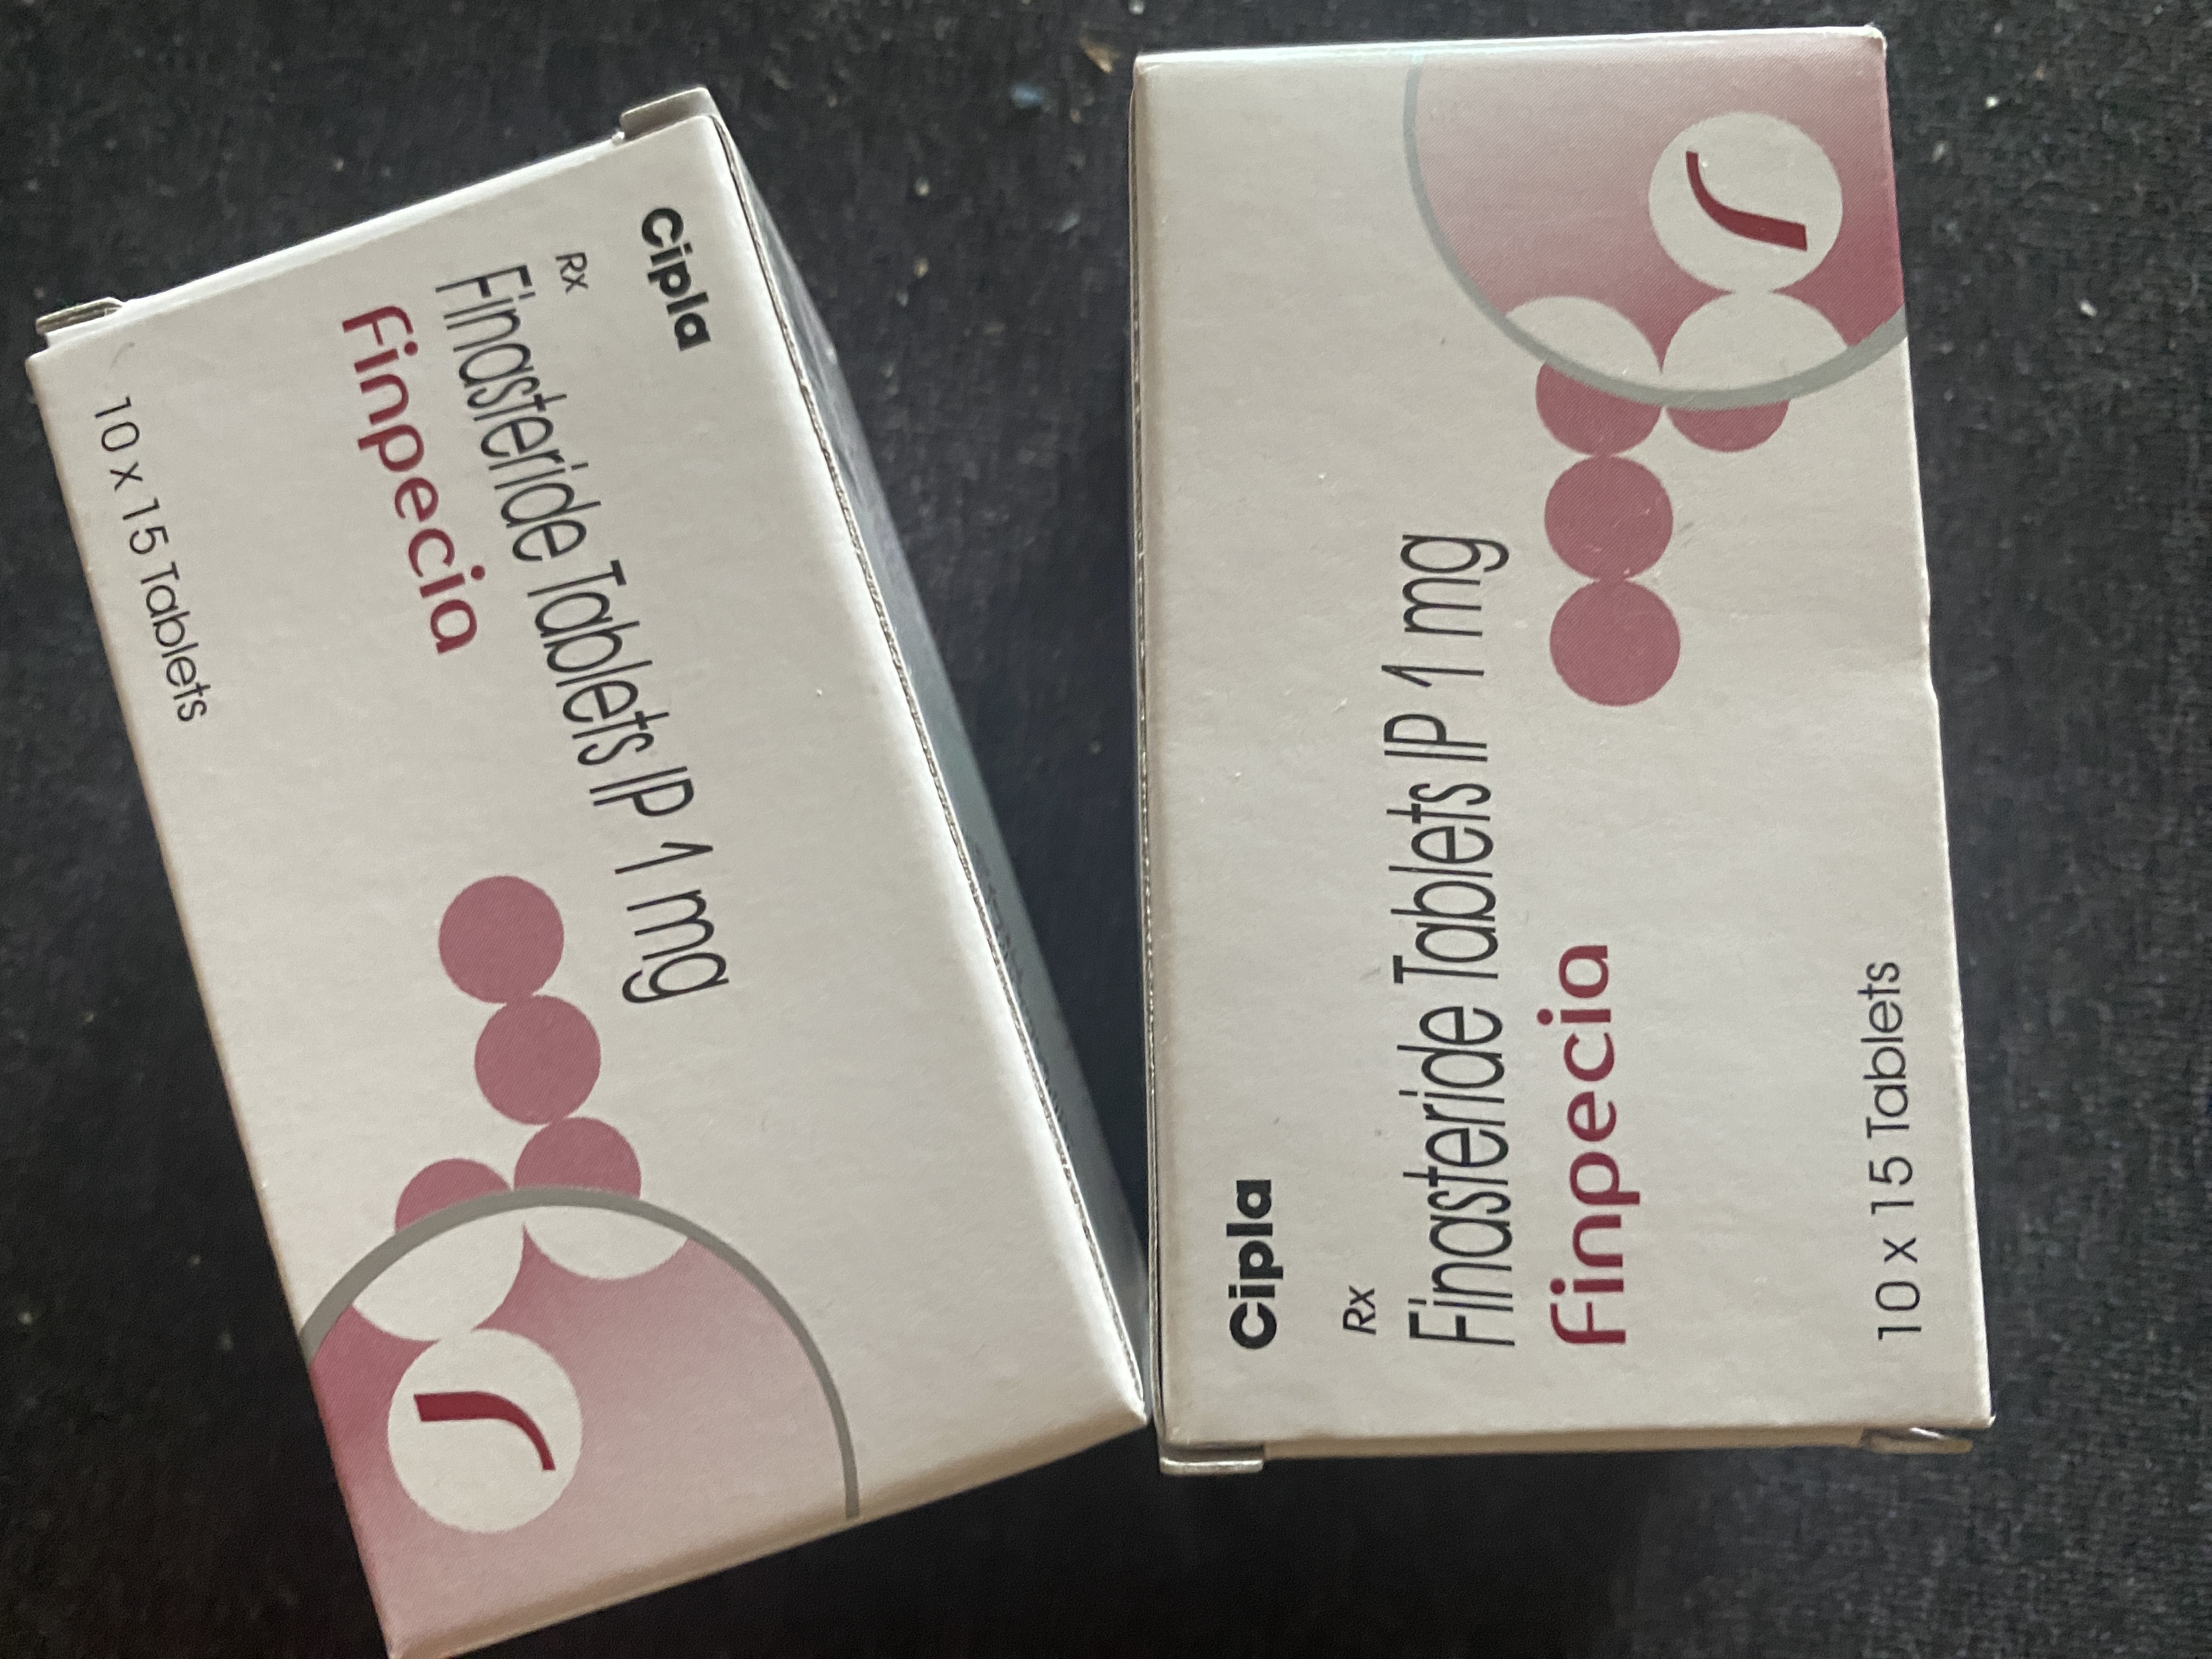 Cipla
Rx
Finasteride Tablets IP 1 mg
Finpecia
10 x 15 Tablets
Cipla
Rx
Finasteride Tablets IP 1 mg
Finpecia
10 x 15 Tablets